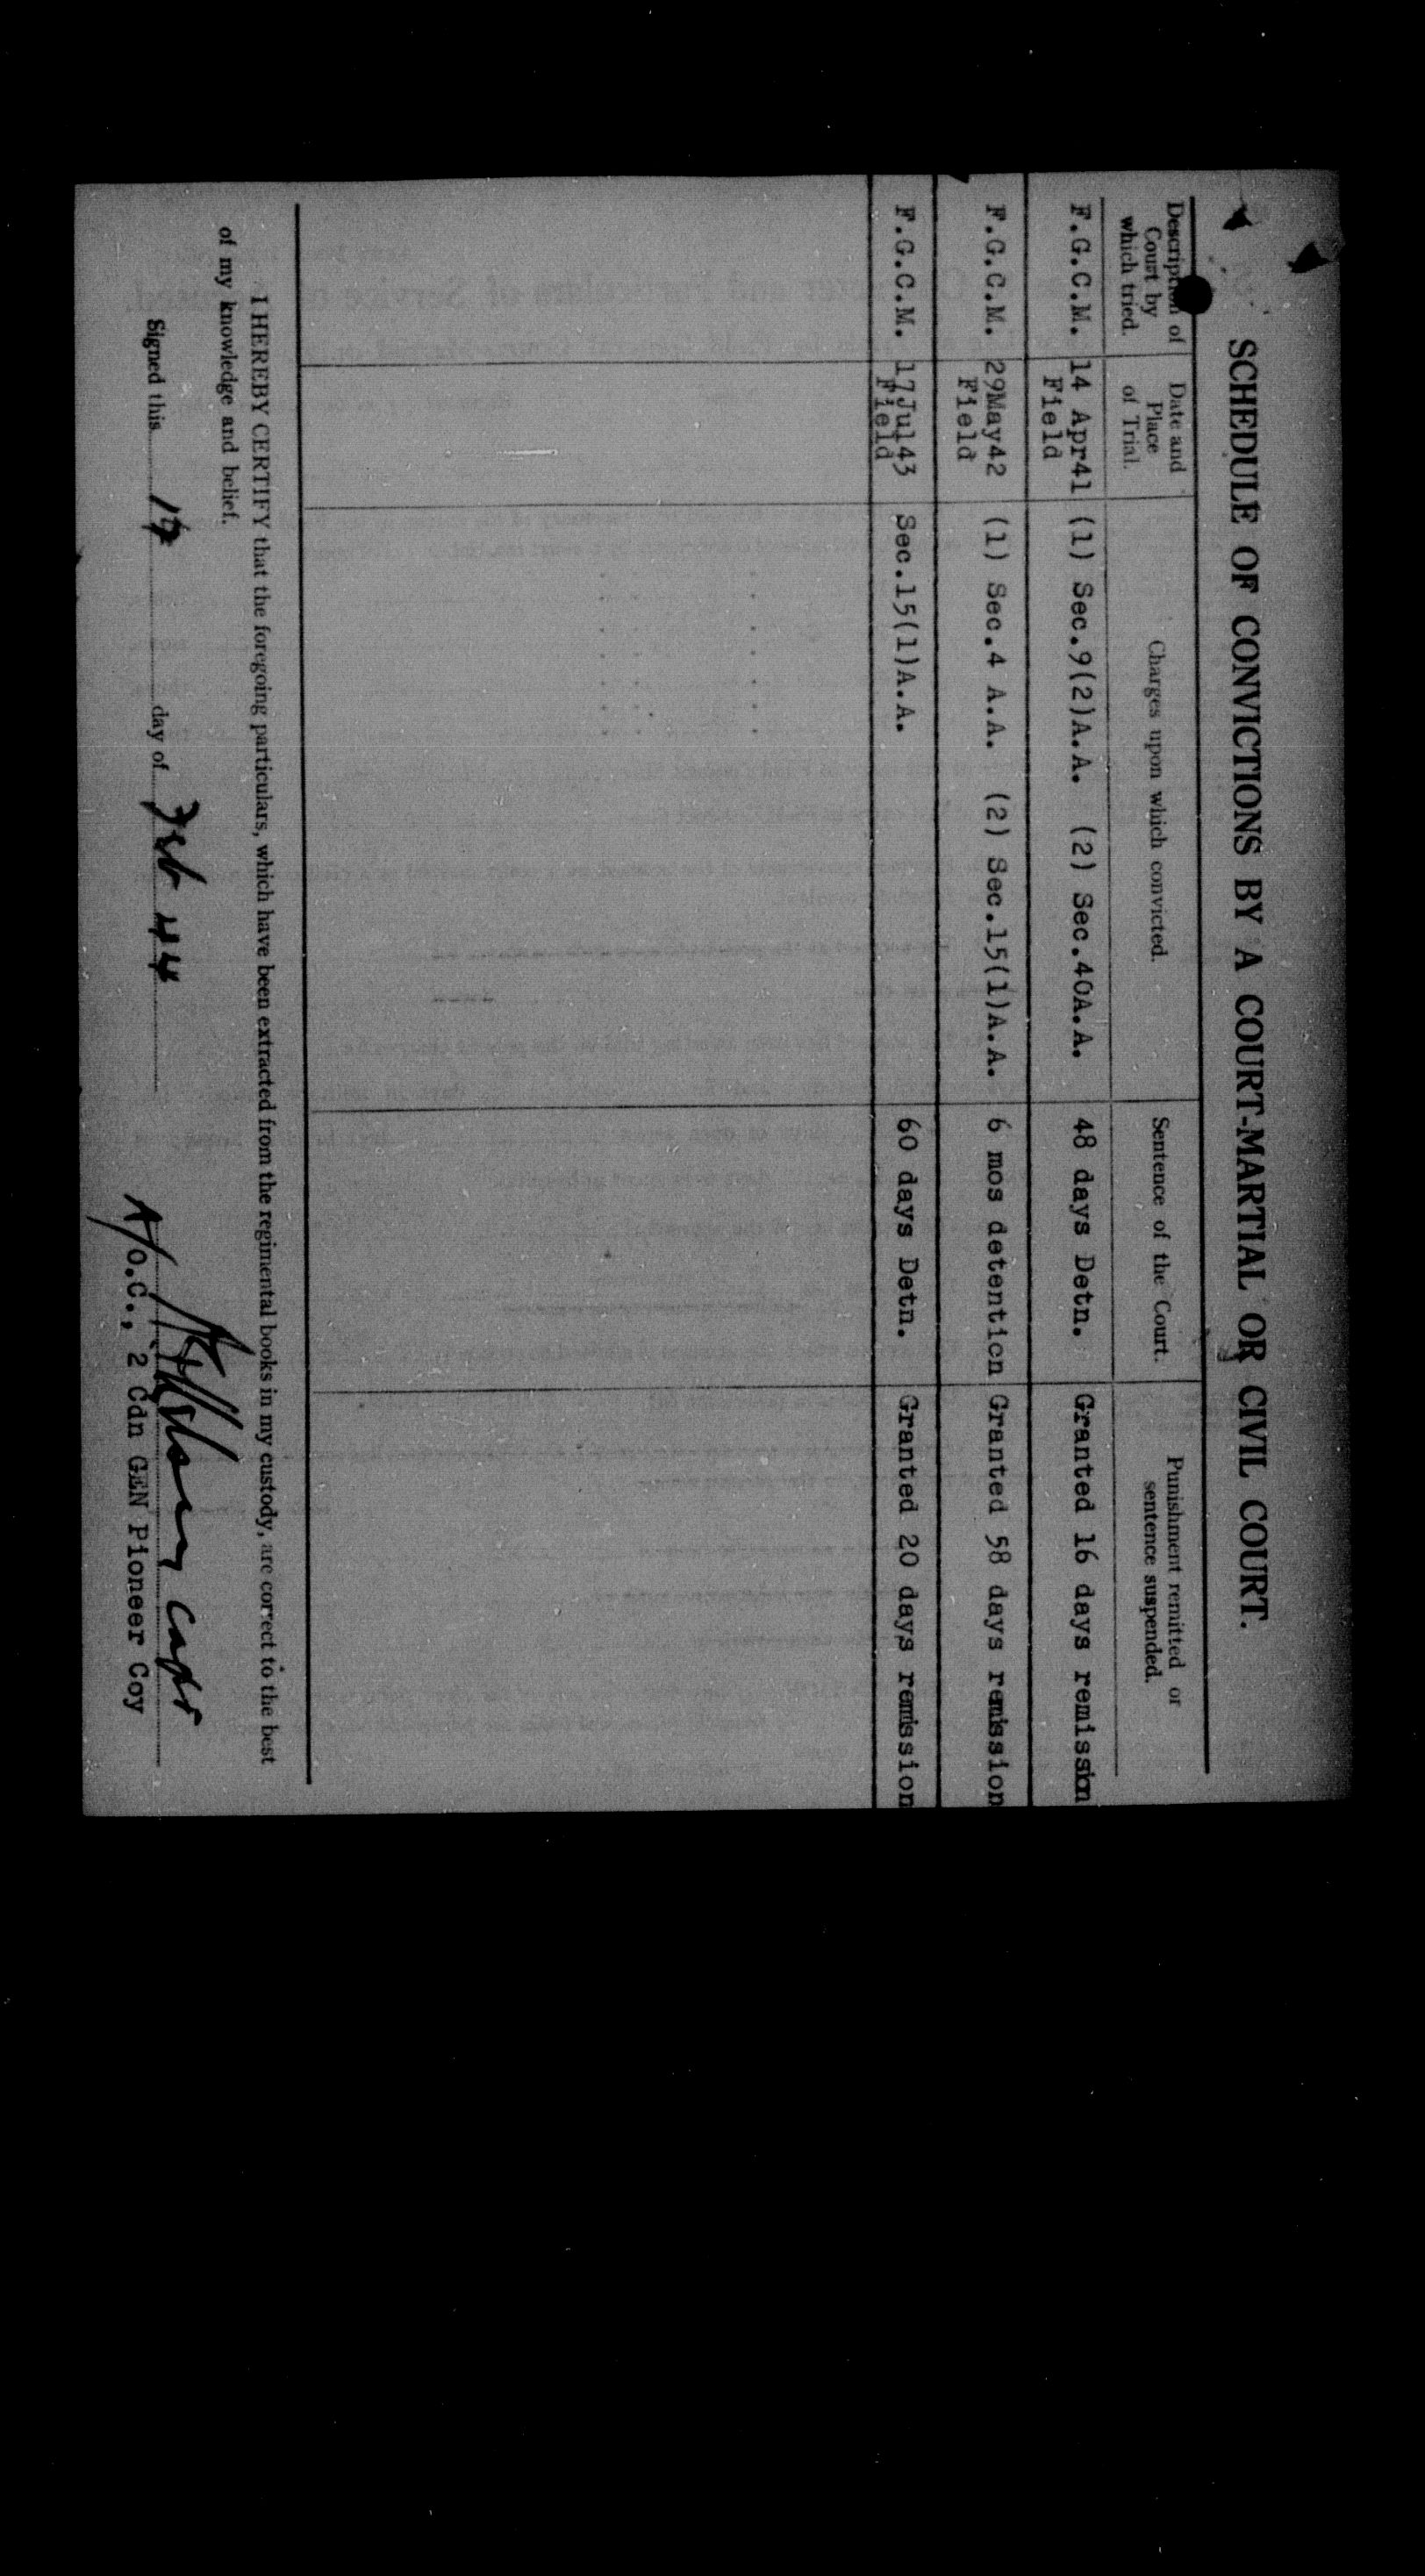 SCHEDULE OF CONVICTIONS BY A COURT-MARTIAL OR CIVIL COURT.
Description of Court by which tried.
Date and Place of Trial.
Charges upon which convicted.
Sentence of the Court.
Punishment remitted or sentence suspended.
F.G.C.M. 14 Apr41 (1) Sec.9(2)A.A. (2) Sec.40A.A. 48 days Detn. Granted 16 days remission
Field
F.G.C.M. 29May42 (1) Sec.4 A.A. (2) Sec.15(1)A.A. 6 mos detention Granted 58 days remission
Field
F.G.C.M. 17Jul43 Sec.15(1)A.A. 60 days Detn. Granted 20 days remission
Field
I HEREBY CERTIFY that the foregoing particulars, which have been extracted from the regimental books in my custody, are correct to the best
of my knowledge and belief.
Signed this day of Feb 44 Capt
A/O.C., 2 Cdn GEN Pioneer Coy